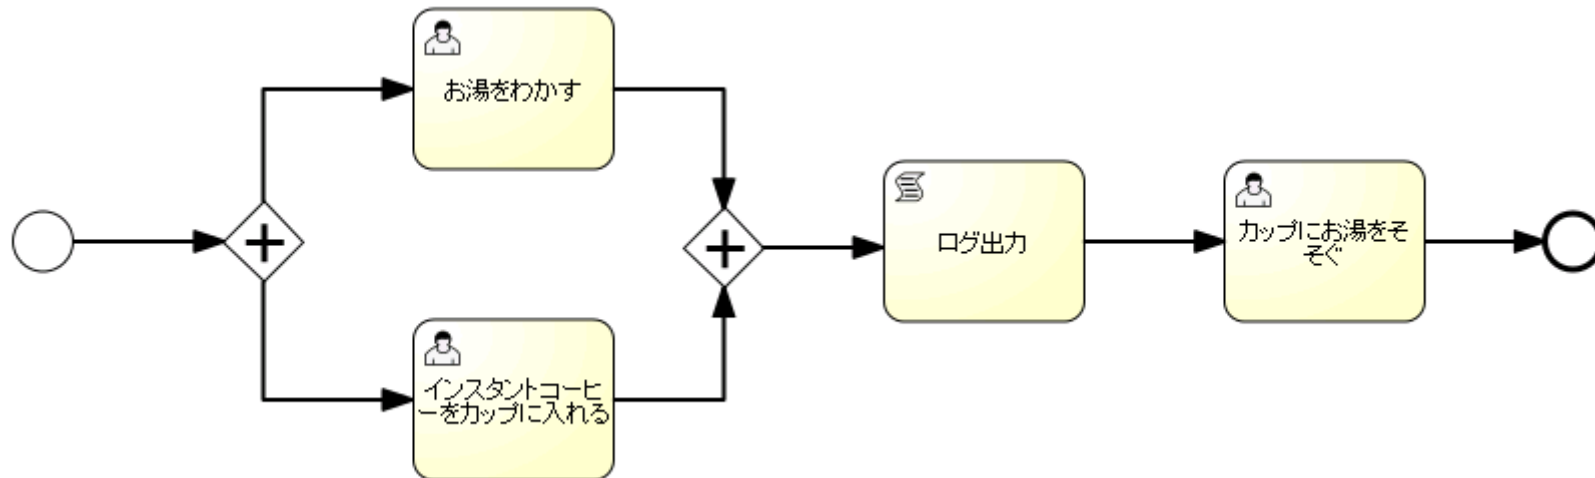 お湯をわかす
インスタントコーヒ
ーをカップに入れる
ログ出力
カップにお湯をそ
そぐ